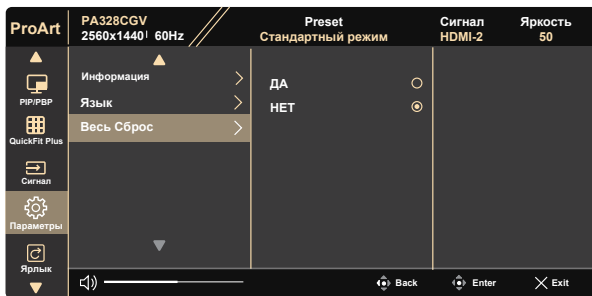 ProArt
PA328CGV
2560x1440 60Hz
Preset
Стандартный режим
Сигнал
HDMI-2
Яркость
50
PIP/PBP
QuickFit Plus
Сигнал
Параметры
Ярлык
Информация
Язык
Весь Сброс
ДА
НЕТ
Back
Enter
Exit